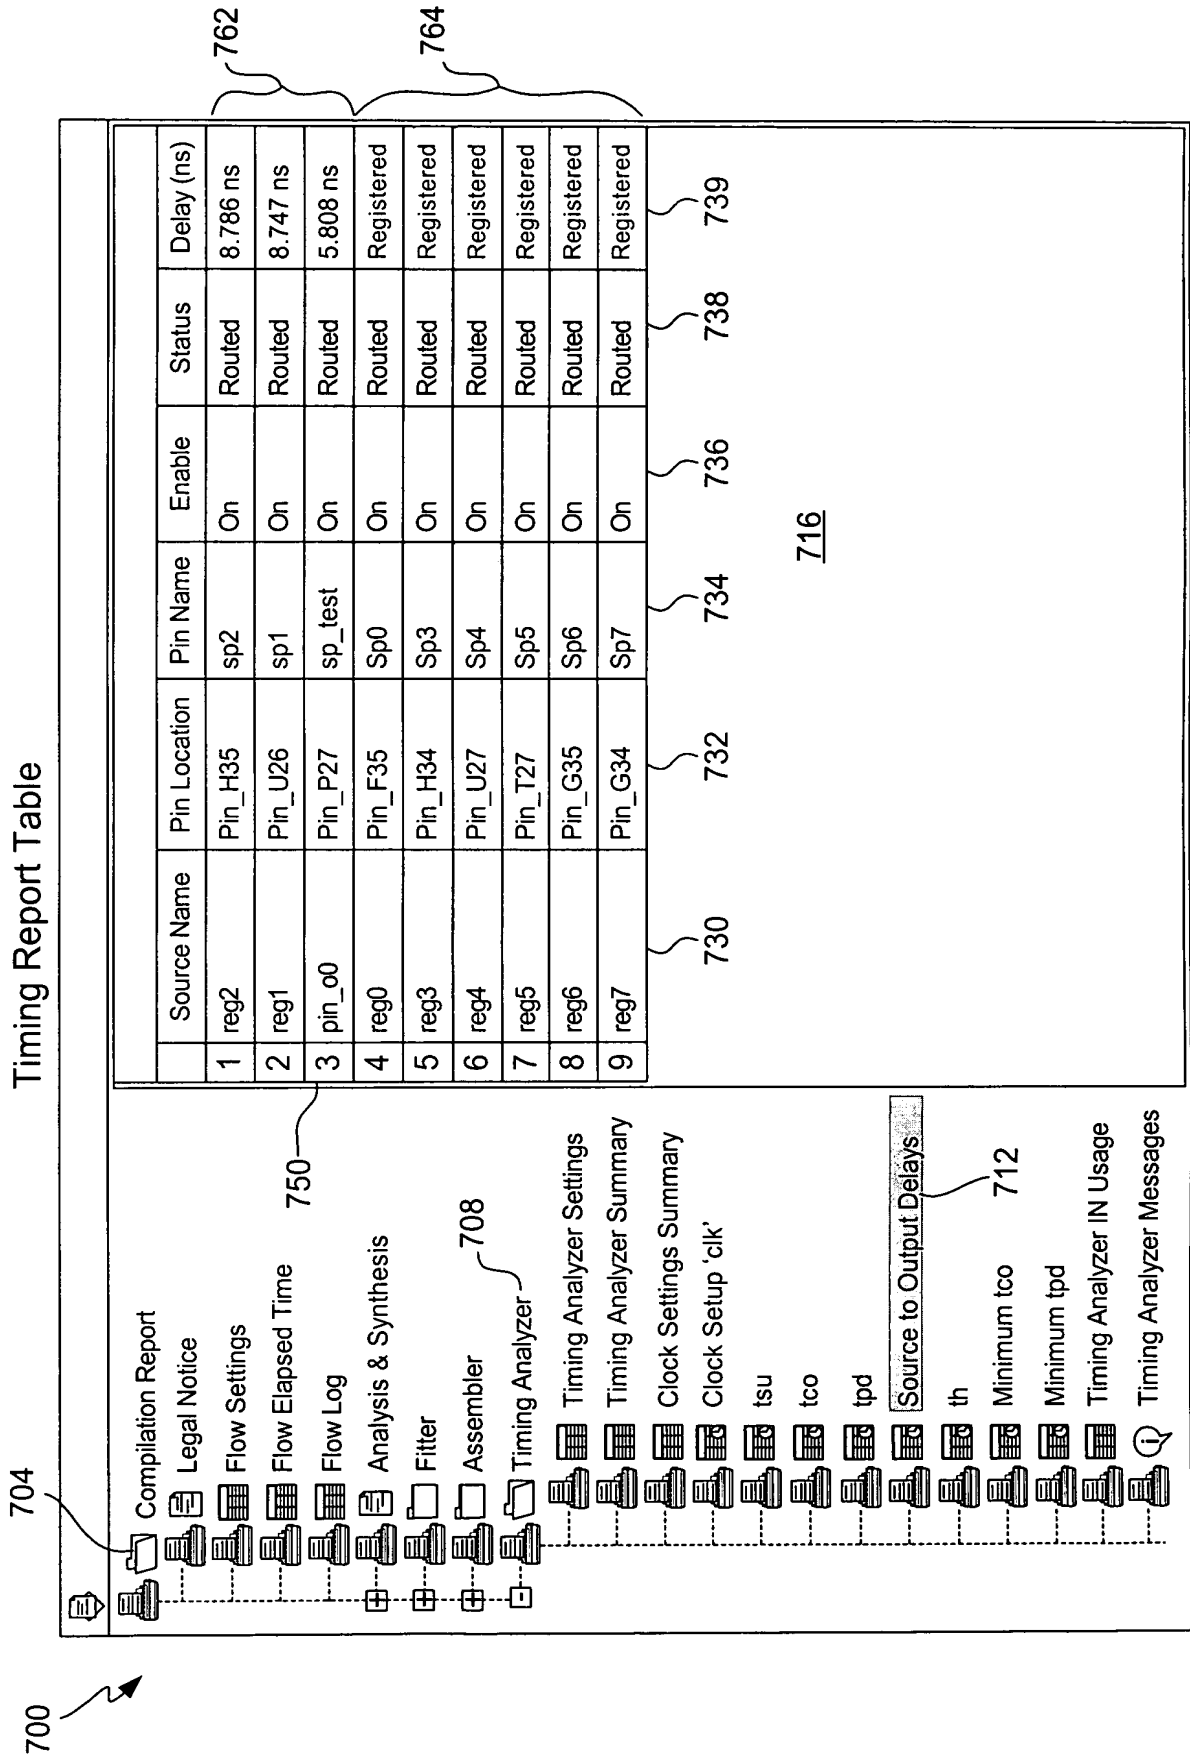 Timing Report Table
700
704
Compilation Report
Legal Notice
Flow Settings
Flow Elapsed Time
Flow Log
Analysis & Synthesis
Fitter
Assembler
Timing Analyzer
708
Timing Analyzer Settings
Timing Analyzer Summary
Clock Settings Summary
Clock Setup 'clk'
tsu
tco
tpd
Source to Output Delays
712
th
Minimum tco
Minimum tpd
Timing Analyzer IN Usage
Timing Analyzer Messages
750
Source Name Pin Location Pin Name Enable Status Delay (ns)
1 reg2 Pin_H35 sp2 On Routed 8.786 ns
2 reg1 Pin_U26 sp1 On Routed 8.747 ns
3 pin_o0 Pin_P27 sp_test On Routed 5.808 ns
4 reg0 Pin_F35 Sp0 On Routed Registered
5 reg3 Pin_H34 Sp3 On Routed Registered
6 reg4 Pin_U27 Sp4 On Routed Registered
7 reg5 Pin_T27 Sp5 On Routed Registered
8 reg6 Pin_G35 Sp6 On Routed Registered
9 reg7 Pin_G34 Sp7 On Routed Registered
762
764
730 732 734 736 738 739
716